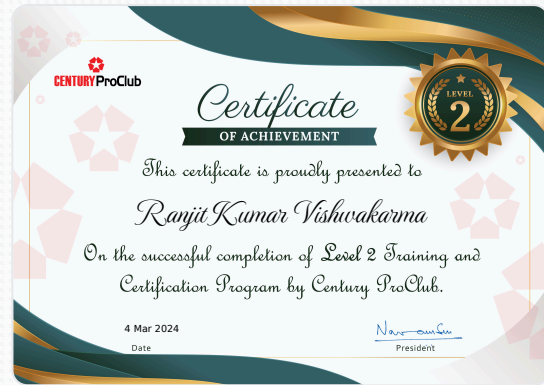 CENTURY ProClub
LEVEL
2
Certificate
OF ACHIEVEMENT
This certificate is proudly presented to
Ranjit Kumar Vishwakarma
On the successful completion of Level 2 Training and
Certification Program by Century ProClub.
4 Mar 2024
Date
President